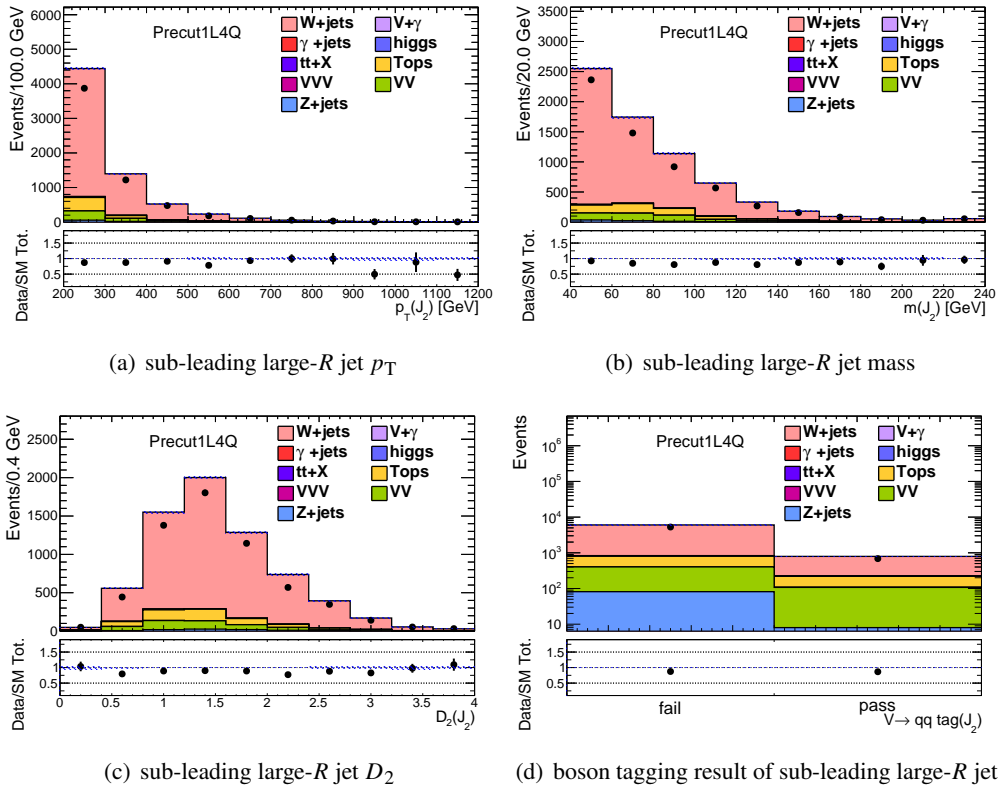 Events/100.0 GeV
6000
5000
4000
3000
2000
1000
0
Precut1L4Q
W+jets
V+γ
γ +jets
higgs
tt+X
Tops
VVV
VV
Z+jets
Data/SM Tot.
1.5
1
0.5
200 300 400 500 600 700 800 900 1000 1100 1200
p_T(J_2) [GeV]
(a) sub-leading large-R jet p_T
Events/20.0 GeV
3500
3000
2500
2000
1500
1000
500
0
Precut1L4Q
W+jets
V+γ
γ +jets
higgs
tt+X
Tops
VVV
VV
Z+jets
Data/SM Tot.
1.5
1
0.5
40 60 80 100 120 140 160 180 200 220 240
m(J_2) [GeV]
(b) sub-leading large-R jet mass
Events/0.4 GeV
2500
2000
1500
1000
500
0
Precut1L4Q
W+jets
V+γ
γ +jets
higgs
tt+X
Tops
VVV
VV
Z+jets
Data/SM Tot.
1.5
1
0.5
0 0.5 1 1.5 2 2.5 3 3.5 4
D_2(J_2)
(c) sub-leading large-R jet D_2
Events
10^6
10^5
10^4
10^3
10^2
10
Precut1L4Q
W+jets
V+γ
γ +jets
higgs
tt+X
Tops
VVV
VV
Z+jets
Data/SM Tot.
1.5
1
0.5
fail pass
V→ qq tag(J_2)
(d) boson tagging result of sub-leading large-R jet